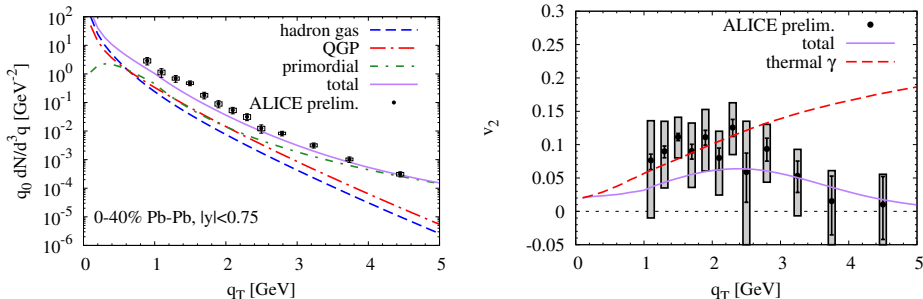 hadron gas
QGP
primordial
total
ALICE prelim.
q₀ dN/d³q [GeV⁻²]
10²
10¹
10⁰
10⁻¹
10⁻²
10⁻³
10⁻⁴
10⁻⁵
10⁻⁶
0-40% Pb-Pb, |y|<0.75
0 1 2 3 4 5
q_T [GeV]
ALICE prelim.
total
thermal γ
v₂
0.3
0.25
0.2
0.15
0.1
0.05
0
-0.05
0 1 2 3 4 5
q_T [GeV]